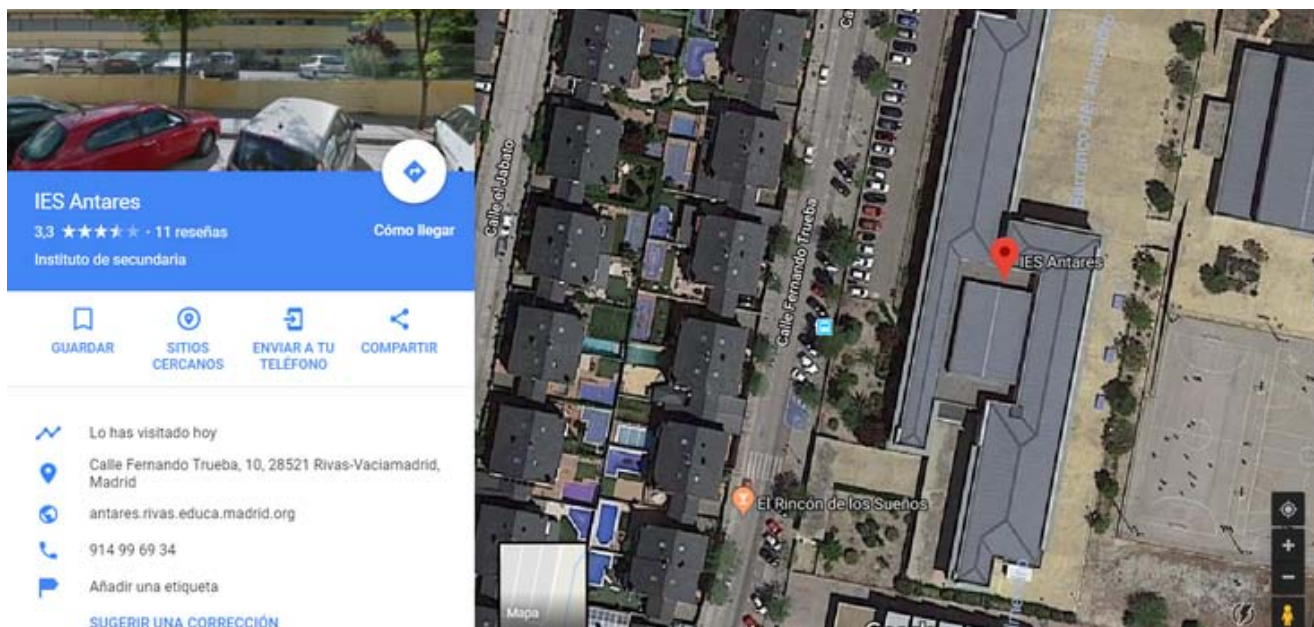 IES Antares
3,3 ★★★★★ · 11 reseñas
Cómo llegar
Instituto de secundaria
GUARDAR
SITIOS
CERCANOS
ENVIAR A TU
TELÉFONO
COMPARTIR
Lo has visitado hoy
Calle Fernando Trueba, 10, 28521 Rivas-Vaciamadrid,
Madrid
antares.rivas.educa.madrid.org
914 99 69 34
Añadir una etiqueta
SUGERIR UNA CORRECCIÓN
Calle el Jabato
Calle Fernando Trueba
IES Antares
El Rincón de los Sueños
Mapa